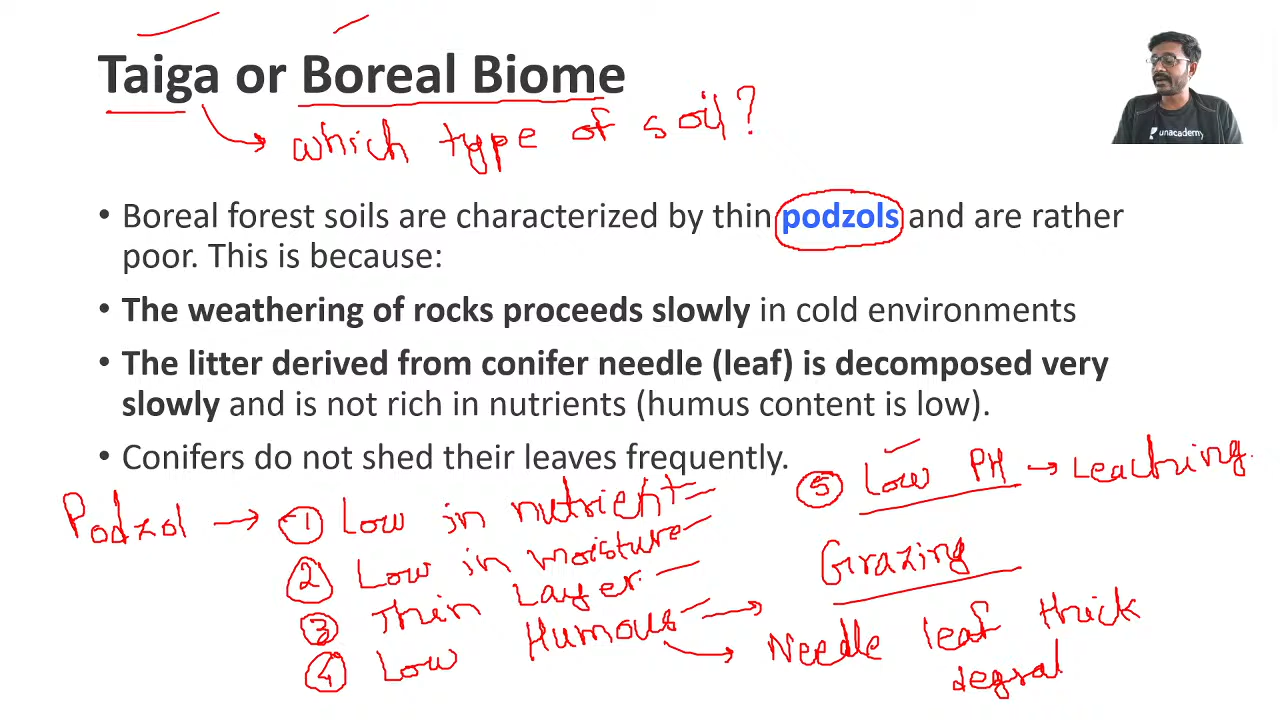 Taiga or Boreal Biome
which type of soil?
unacademy
• Boreal forest soils are characterized by thin podzols and are rather
poor. This is because:
• The weathering of rocks proceeds slowly in cold environments
• The litter derived from conifer needle (leaf) is decomposed very
slowly and is not rich in nutrients (humus content is low).
• Conifers do not shed their leaves frequently.
Podzol → 1 Low in nutrient
2 Low in moisture
3 Thin Layer
4 Low Humous →
5 Low PH → Leaching
Grazing
Needle leaf thick